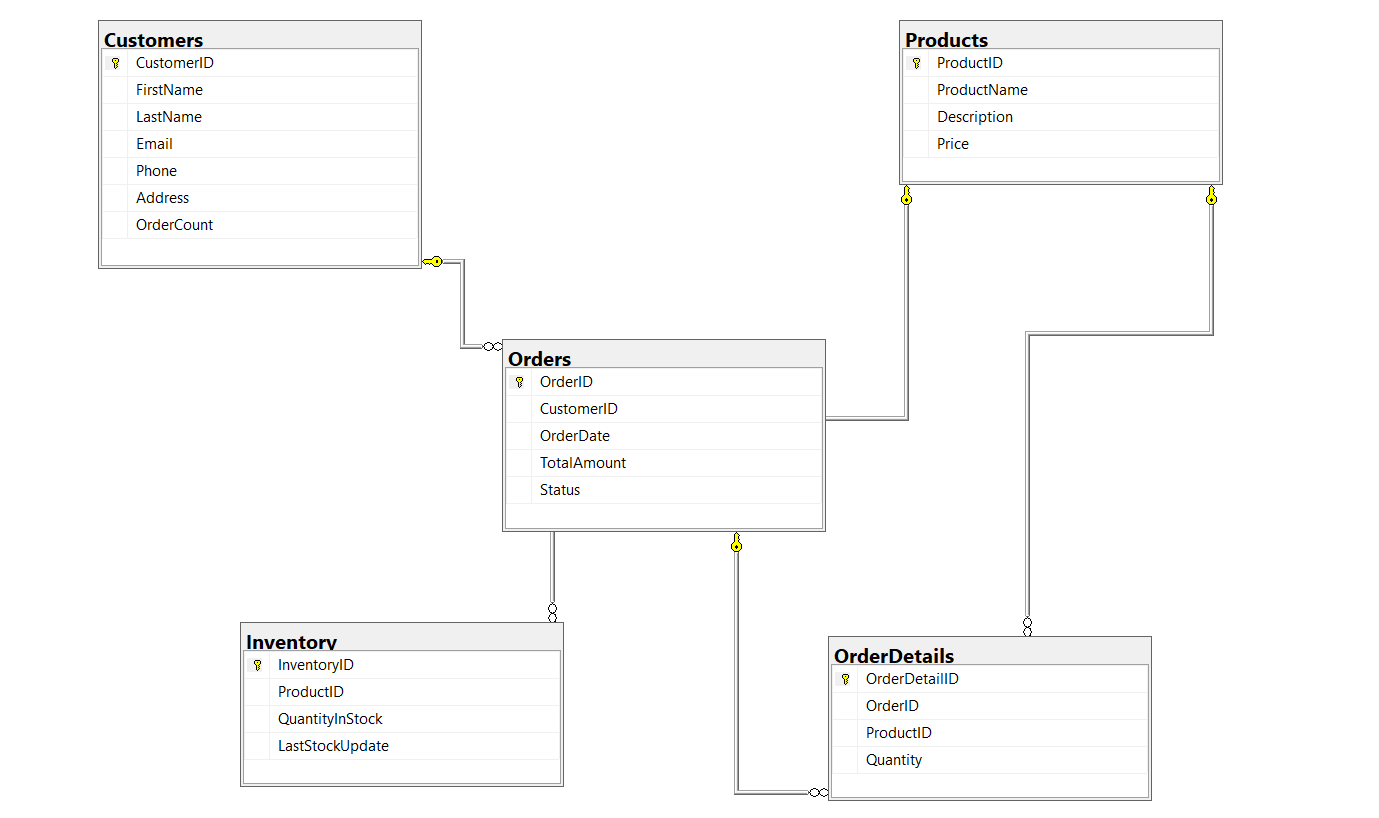 Customers
CustomerID
FirstName
LastName
Email
Phone
Address
OrderCount
Products
ProductID
ProductName
Description
Price
Orders
OrderID
CustomerID
OrderDate
TotalAmount
Status
Inventory
InventoryID
ProductID
QuantityInStock
LastStockUpdate
OrderDetails
OrderDetailID
OrderID
ProductID
Quantity